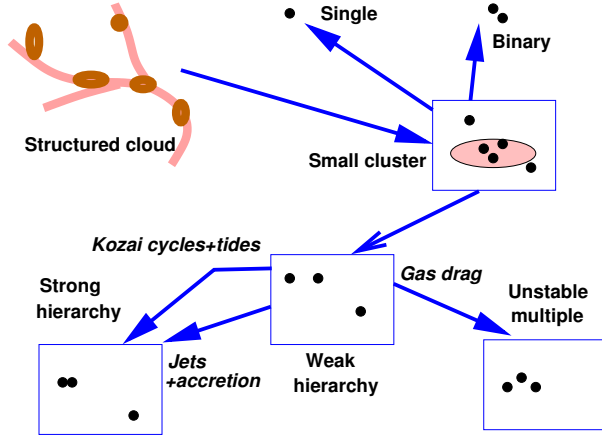 Single
Binary
Structured cloud
Small cluster
Kozai cycles+tides
Gas drag
Strong
hierarchy
Unstable
multiple
Jets
+accretion
Weak
hierarchy